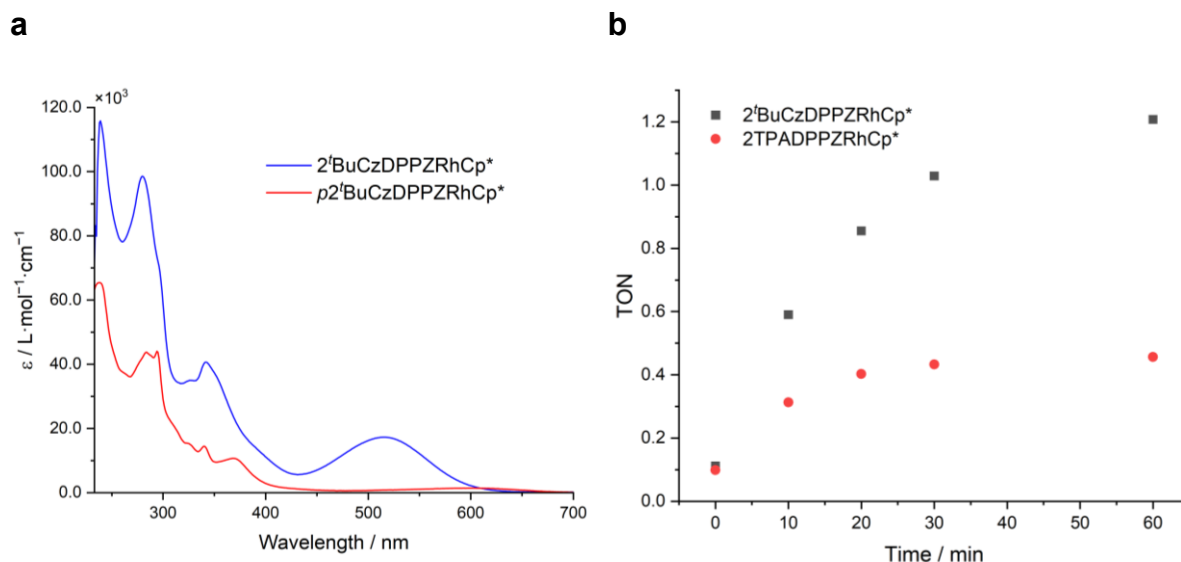 a
×10³
120.0
100.0
80.0
60.0
40.0
20.0
0.0
ε / L·mol⁻¹·cm⁻¹
2ᵗBuCzDPPZRhCp*
p2ᵗBuCzDPPZRhCp*
300
400
500
600
700
Wavelength / nm
b
1.2
1.0
0.8
0.6
0.4
0.2
0.0
TON
2ᵗBuCzDPPZRhCp*
2TPADPPZRhCp*
0
10
20
30
40
50
60
Time / min